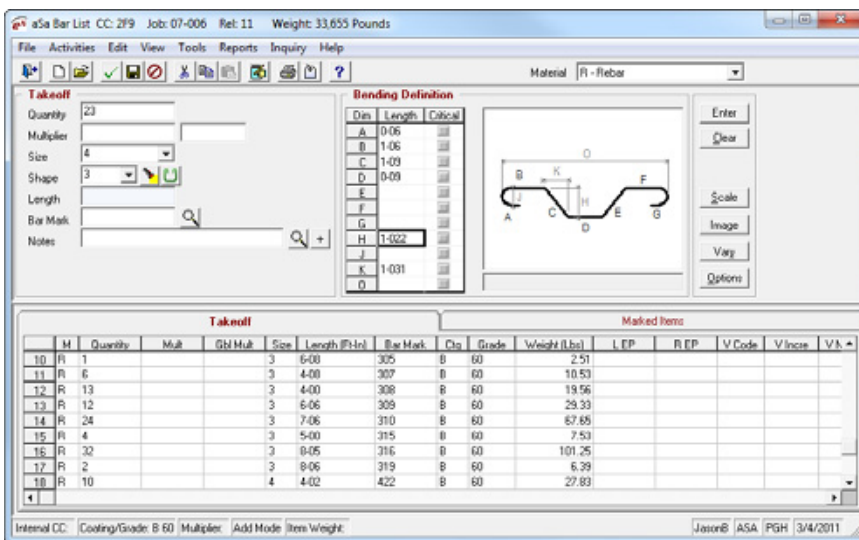 aSa Bar List CC: 2F9 Job: 07-006 Rel: 11 Weight: 33,655 Pounds
File Activities Edit View Tools Reports Inquiry Help
Material R - Rebar
Takeoff
Quantity 23
Multiplier
Size 4
Shape 3
Length
Bar Mark
Notes
Bending Definition
Dim Length Critical
A 0-06
B 1-06
C 1-09
D 0-09
E
F
G
H 1-022
J
K 1-031
O
O
B K F
J H
A C E G
D
Enter
Clear
Scale
Image
Vary
Options
Takeoff Marked Items
M Quantity Mult Gbl Mult Size Length (Ft-In) Bar Mark Ctg Grade Weight (Lbs) L EP R EP V Code V Incre
10 R 1 3 6-08 305 B 60 2.51
11 R 6 3 4-08 307 B 60 10.53
12 R 13 3 4-00 308 B 60 19.56
13 R 12 3 6-06 309 B 60 29.33
14 R 24 3 7-06 310 B 60 67.65
15 R 4 3 5-00 315 B 60 7.53
16 R 32 3 8-05 316 B 60 101.25
17 R 2 3 8-06 319 B 60 6.39
18 R 10 4 4-02 422 B 60 27.83
Internal CC: Coating/Grade: B 60 Multiplier: Add Mode Item Weight: JasonB ASA PGH 3/4/2011